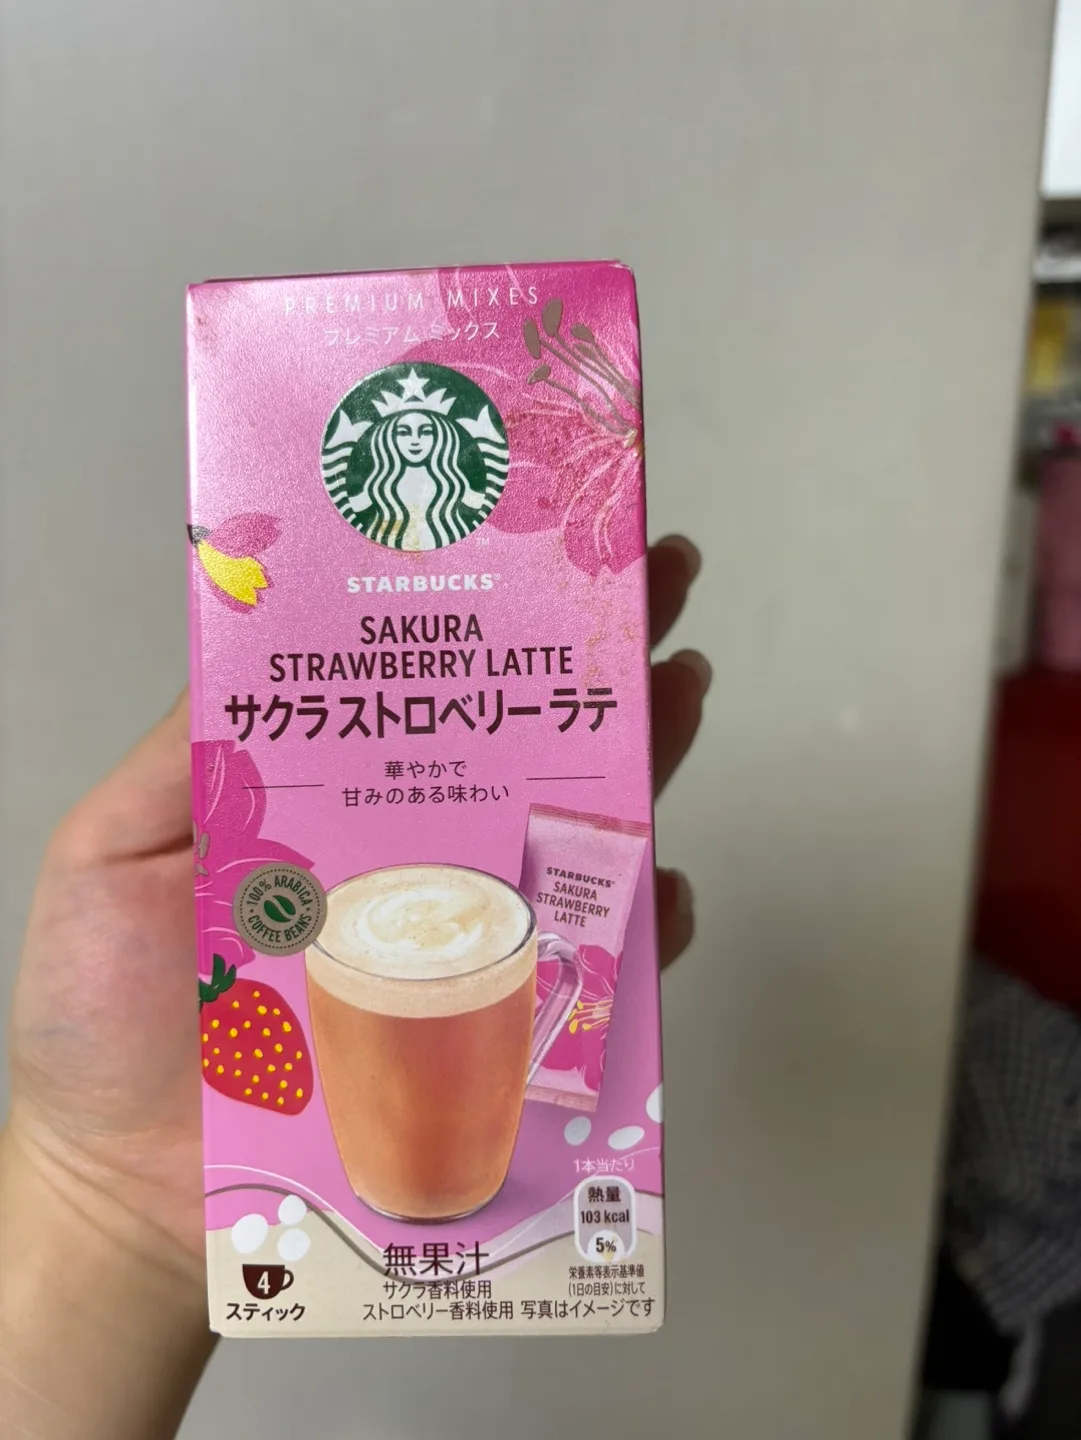 PREMIUM MIXES
プレミアム ミックス
TM
STARBUCKS®
SAKURA
STRAWBERRY LATTE
サクラ ストロベリー ラテ
華やかで
甘みのある味わい
100% ARABICA
COFFEE BEANS
STARBUCKS®
SAKURA
STRAWBERRY
LATTE
1本当たり
熱量
103 kcal
5%
栄養素等表示基準値
(1日の目安)に対して
4
スティック
無果汁
サクラ香料使用
ストロベリー香料使用 写真はイメージです